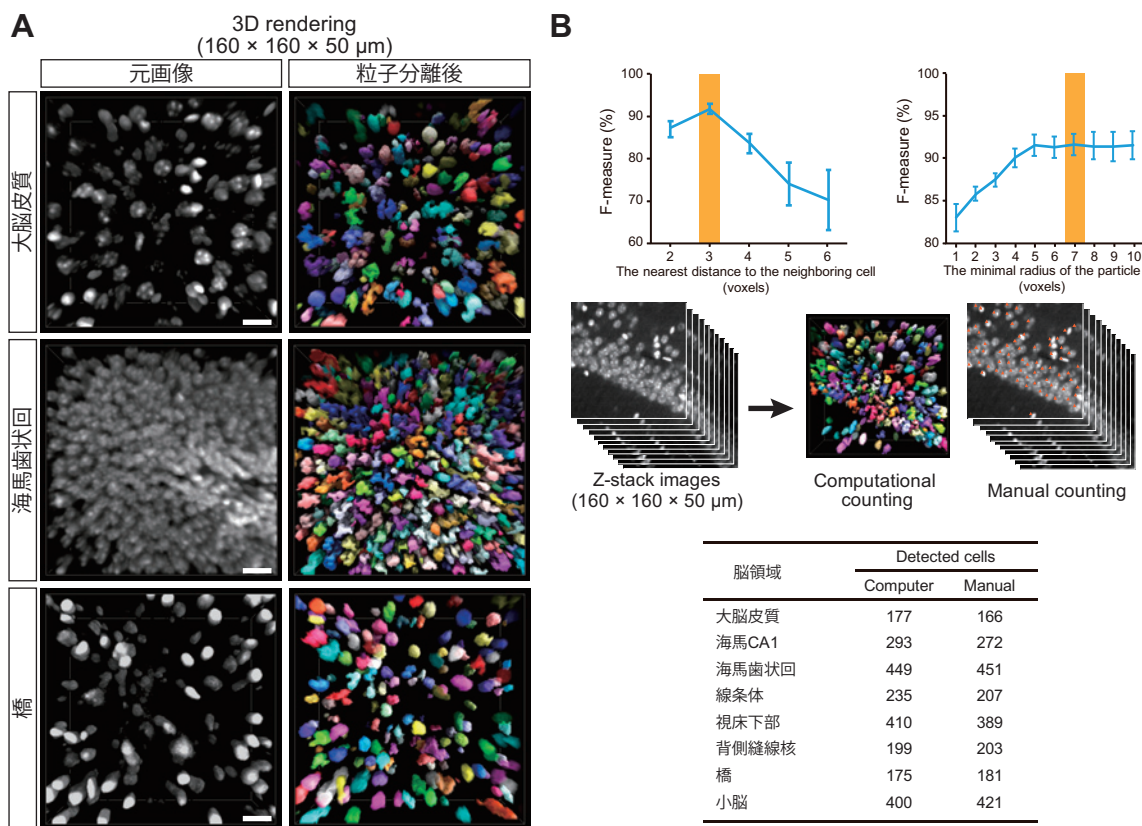 A
3D rendering
(160 × 160 × 50 µm)
元画像
粒子分離後
大脳皮質
海馬歯状回
橋
B
100
90
80
70
60
F-measure (%)
2 3 4 5 6
The nearest distance to the neighboring cell
(voxels)
100
95
90
85
80
F-measure (%)
1 2 3 4 5 6 7 8 9 10
The minimal radius of the particle
(voxels)
Z-stack images
(160 × 160 × 50 µm)
Computational
counting
Manual counting
脳領域 Detected cells
Computer Manual
大脳皮質 177 166
海馬CA1 293 272
海馬歯状回 449 451
線条体 235 207
視床下部 410 389
背側縫線核 199 203
橋 175 181
小脳 400 421